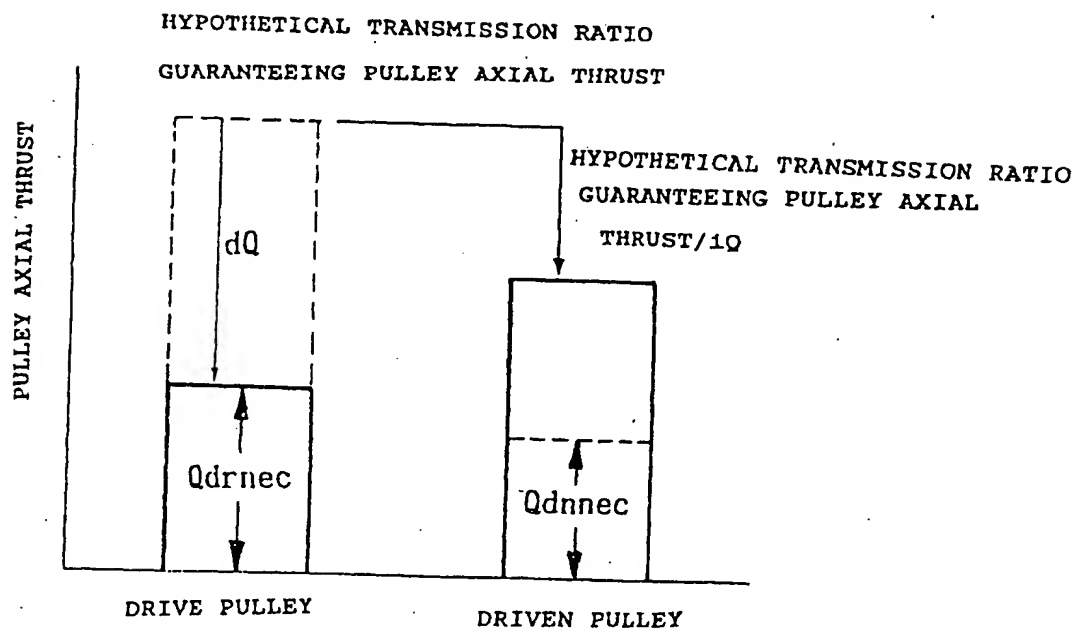 HYPOTHETICAL TRANSMISSION RATIO
GUARANTEEING PULLEY AXIAL THRUST
PULLEY AXIAL THRUST
HYPOTHETICAL TRANSMISSION RATIO
GUARANTEEING PULLEY AXIAL
THRUST/iQ
dQ
Qdrnec
Qdnnec
DRIVE PULLEY
DRIVEN PULLEY